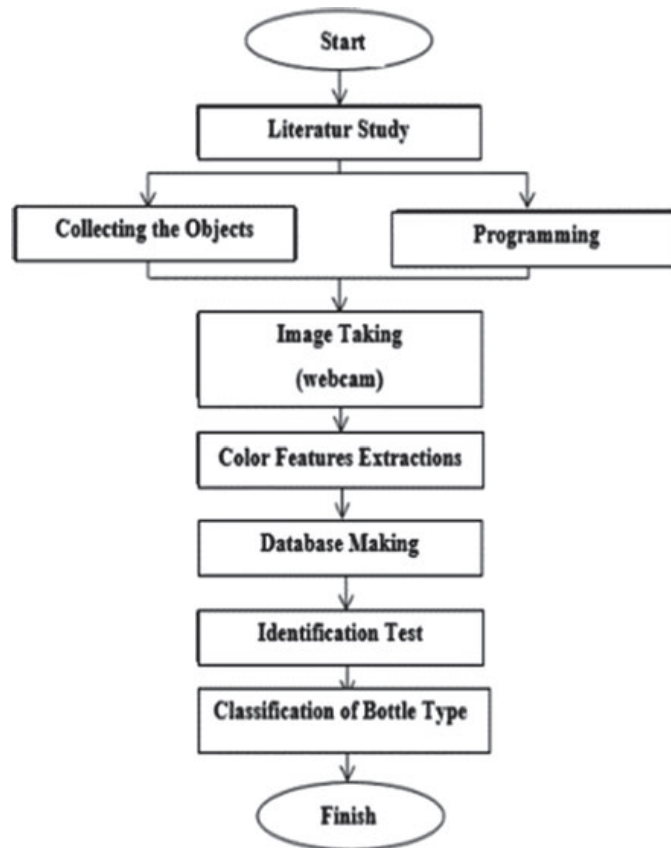 Start
Literatur Study
Collecting the Objects
Programming
Image Taking
(webcam)
Color Features Extractions
Database Making
Identification Test
Classification of Bottle Type
Finish